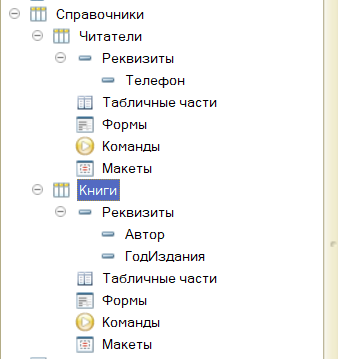 Справочники
Читатели
Реквизиты
Телефон
Табличные части
Формы
Команды
Макеты
Книги
Реквизиты
Автор
ГодИздания
Табличные части
Формы
Команды
Макеты